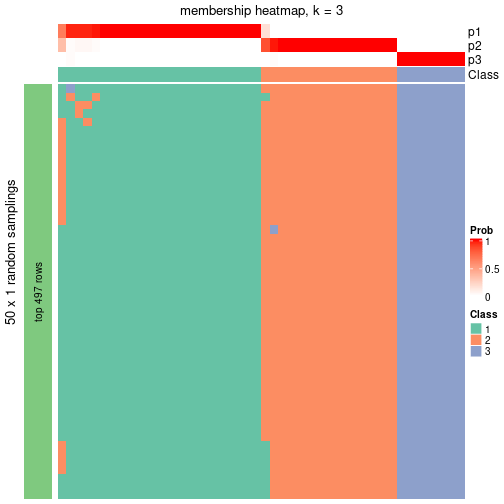 membership heatmap, k = 3
p1
p2
p3
Class
50 x 1 random samplings
top 497 rows
Prob
1
0.5
0
Class
1
2
3